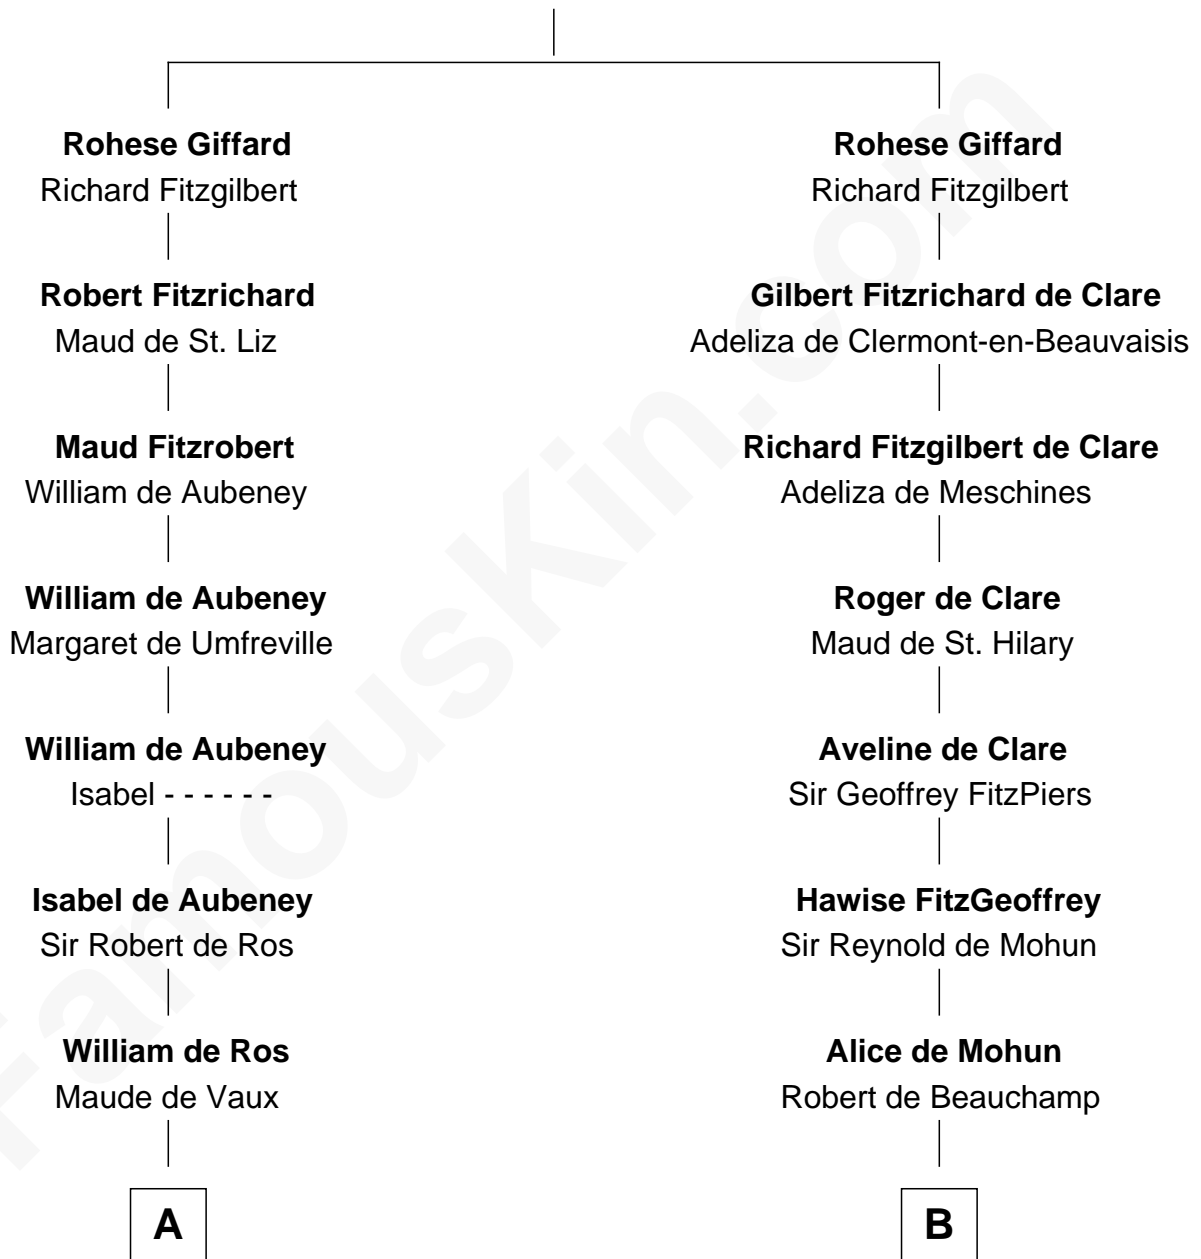 Rohese Giffard
Richard Fitzgilbert
Robert Fitzrichard
Maud de St. Liz
Maud Fitzrobert
William de Aubeney
William de Aubeney
Margaret de Umfreville
William de Aubeney
Isabel - - - - - -
Isabel de Aubeney
Sir Robert de Ros
William de Ros
Maude de Vaux
A
Rohese Giffard
Richard Fitzgilbert
Gilbert Fitzrichard de Clare
Adeliza de Clermont-en-Beauvaisis
Richard Fitzgilbert de Clare
Adeliza de Meschines
Roger de Clare
Maud de St. Hilary
Aveline de Clare
Sir Geoffrey FitzPiers
Hawise FitzGeoffrey
Sir Reynold de Mohun
Alice de Mohun
Robert de Beauchamp
B
FamousKin.com